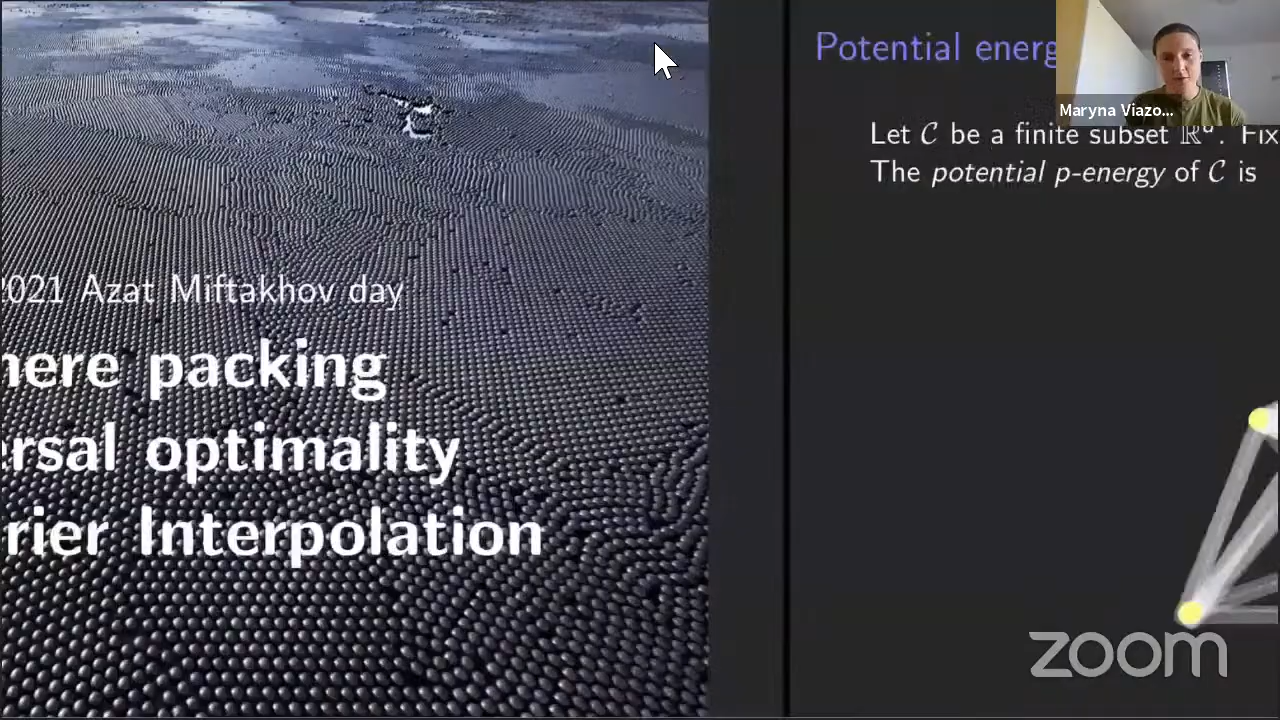 2021 Azat Miftakhov day
here packing
ersal optimality
rier Interpolation
Potential energ
Maryna Viazo...
Let C be a finite subset ℝᵈ. Fix
The potential p-energy of C is
zoom